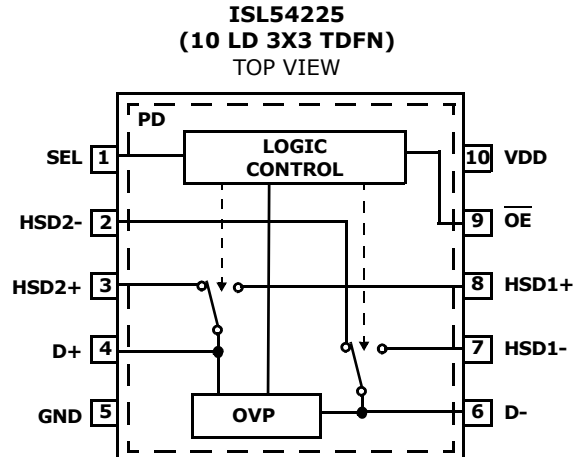 ISL54225
(10 LD 3X3 TDFN)
TOP VIEW
PD
LOGIC
CONTROL
SEL 1
10 VDD
HSD2- 2
9 OE
HSD2+ 3
8 HSD1+
D+ 4
7 HSD1-
GND 5
OVP
6 D-